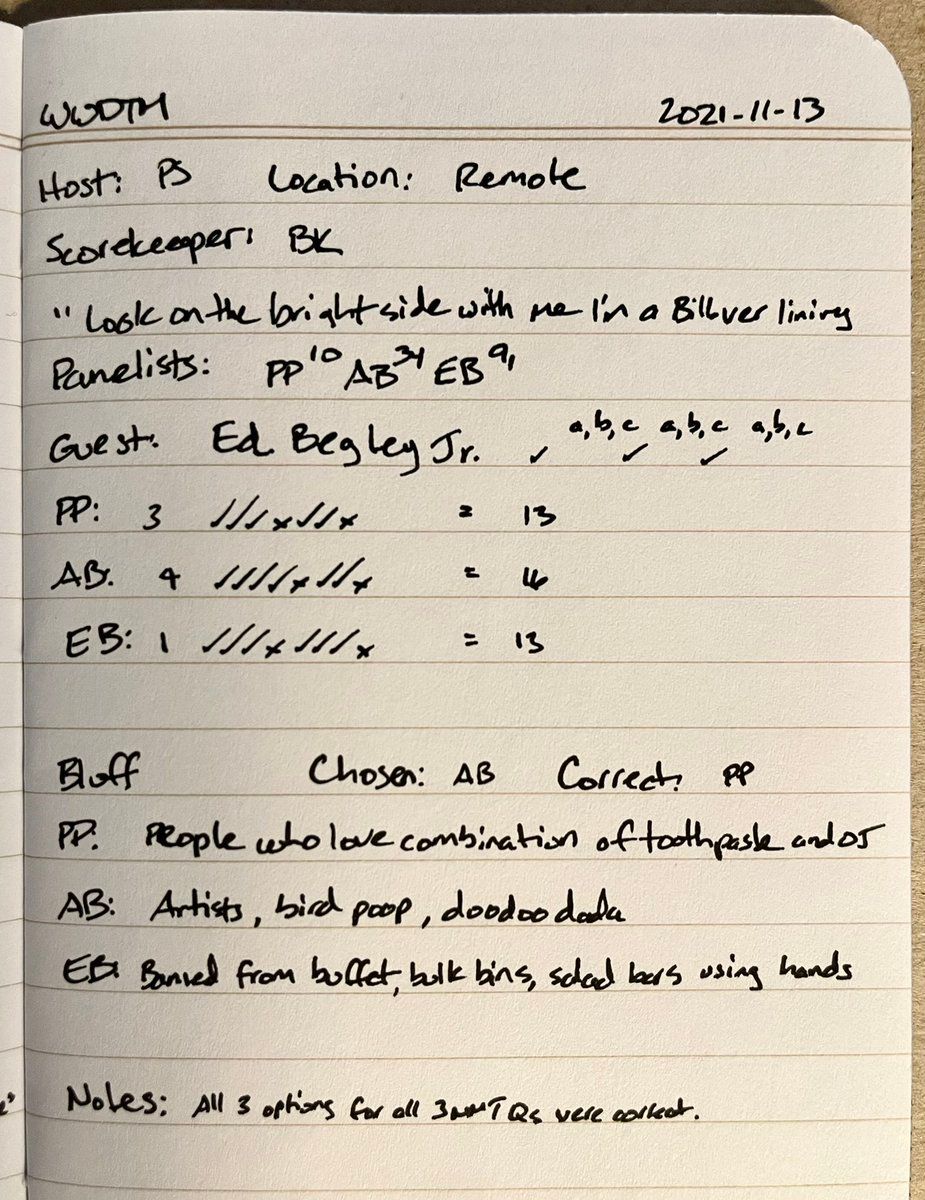 WWDTM 2021-11-13
Host: PS Location: Remote
Scorekeeper: BK
"Look on the bright side with me I'm a Billver lining
Panelists: PP 10 AB 34 EB 9,
Guest: Ed Begley Jr. ✓ a,b,c ✓ a,b,c ✓ a,b,c
PP: 3 ///x//x = 13
AB: 4 ////x//x = 16
EB: 1 ///x///x = 13
Bluff Chosen: AB Correct: PP
PP: People who love combination of toothpaste and OJ
AB: Artists, bird poop, doodoo dada
EB: Banned from buffet, bulk bins, salad bars using hands
Notes: All 3 options for all 3 TQs were correct.